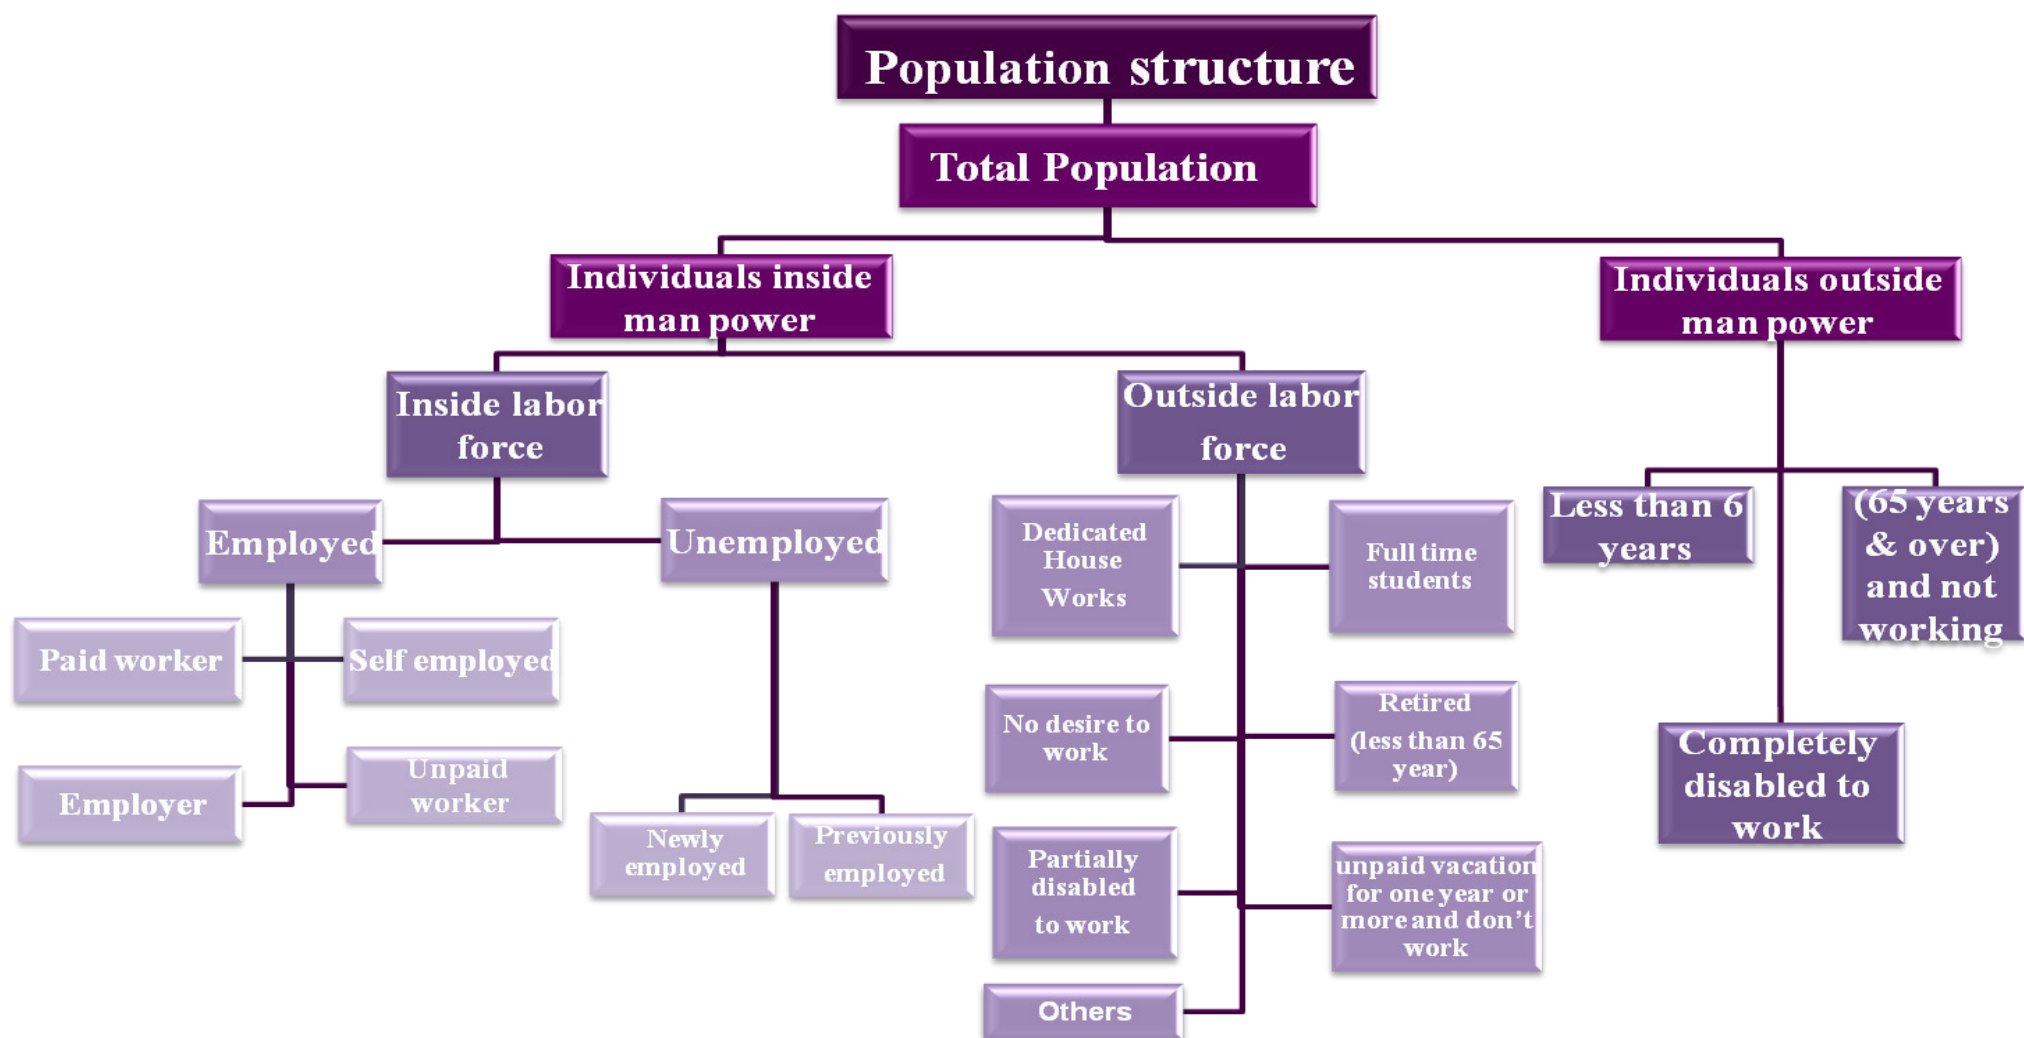 Population structure
Total Population
Individuals inside
man power
Individuals outside
man power
Inside labor
force
Outside labor
force
Less than 6
years
(65 years
& over)
and not
working
Completely
disabled to
work
Employed
Unemployed
Paid worker
Self employed
Employer
Unpaid
worker
Newly
employed
Previously
employed
Dedicated
House
Works
Full time
students
No desire to
work
Retired
(less than 65
year)
Partially
disabled
to work
unpaid vacation
for one year or
more and don’t
work
Others